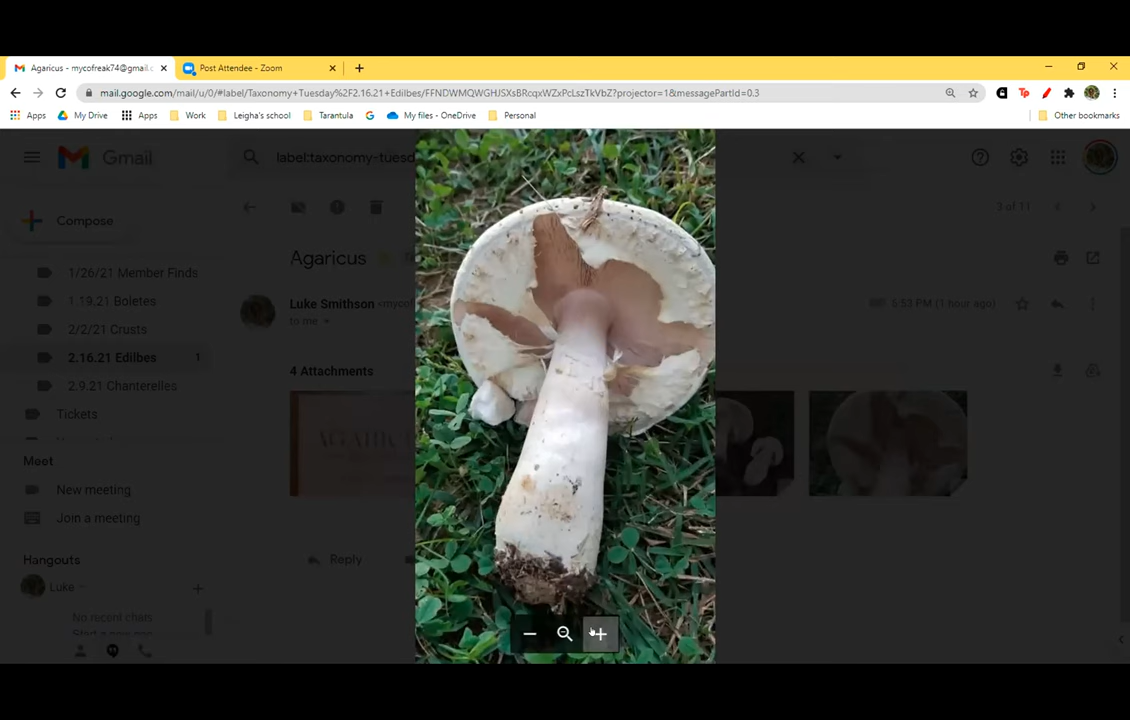 Agaricus - mycofreak74@gmail.c
Post Attendee - Zoom
mail.google.com/mail/u/0/#label/Taxonomy+Tuesday%2F2.16.21+Edilbes/FFNDWMQWGHJSXsBRcqxWZxPcLszTkVbZ?projector=1&messagePartId=0.3
Apps My Drive Apps Work Leigha's school Tarantula My files - OneDrive Personal Other bookmarks
Gmail label:taxonomy-tuesd
Compose
3 of 11
Agaricus
1/26/21 Member Finds
1.19.21 Boletes
Luke Smithson
5:53 PM (1 hour ago)
to me
2/2/21 Crusts
2.16.21 Edilbes 1
4 Attachments
2.9.21 Chanterelles
Tickets
Meet
New meeting
Join a meeting
Hangouts
Reply
Luke
No recent chats